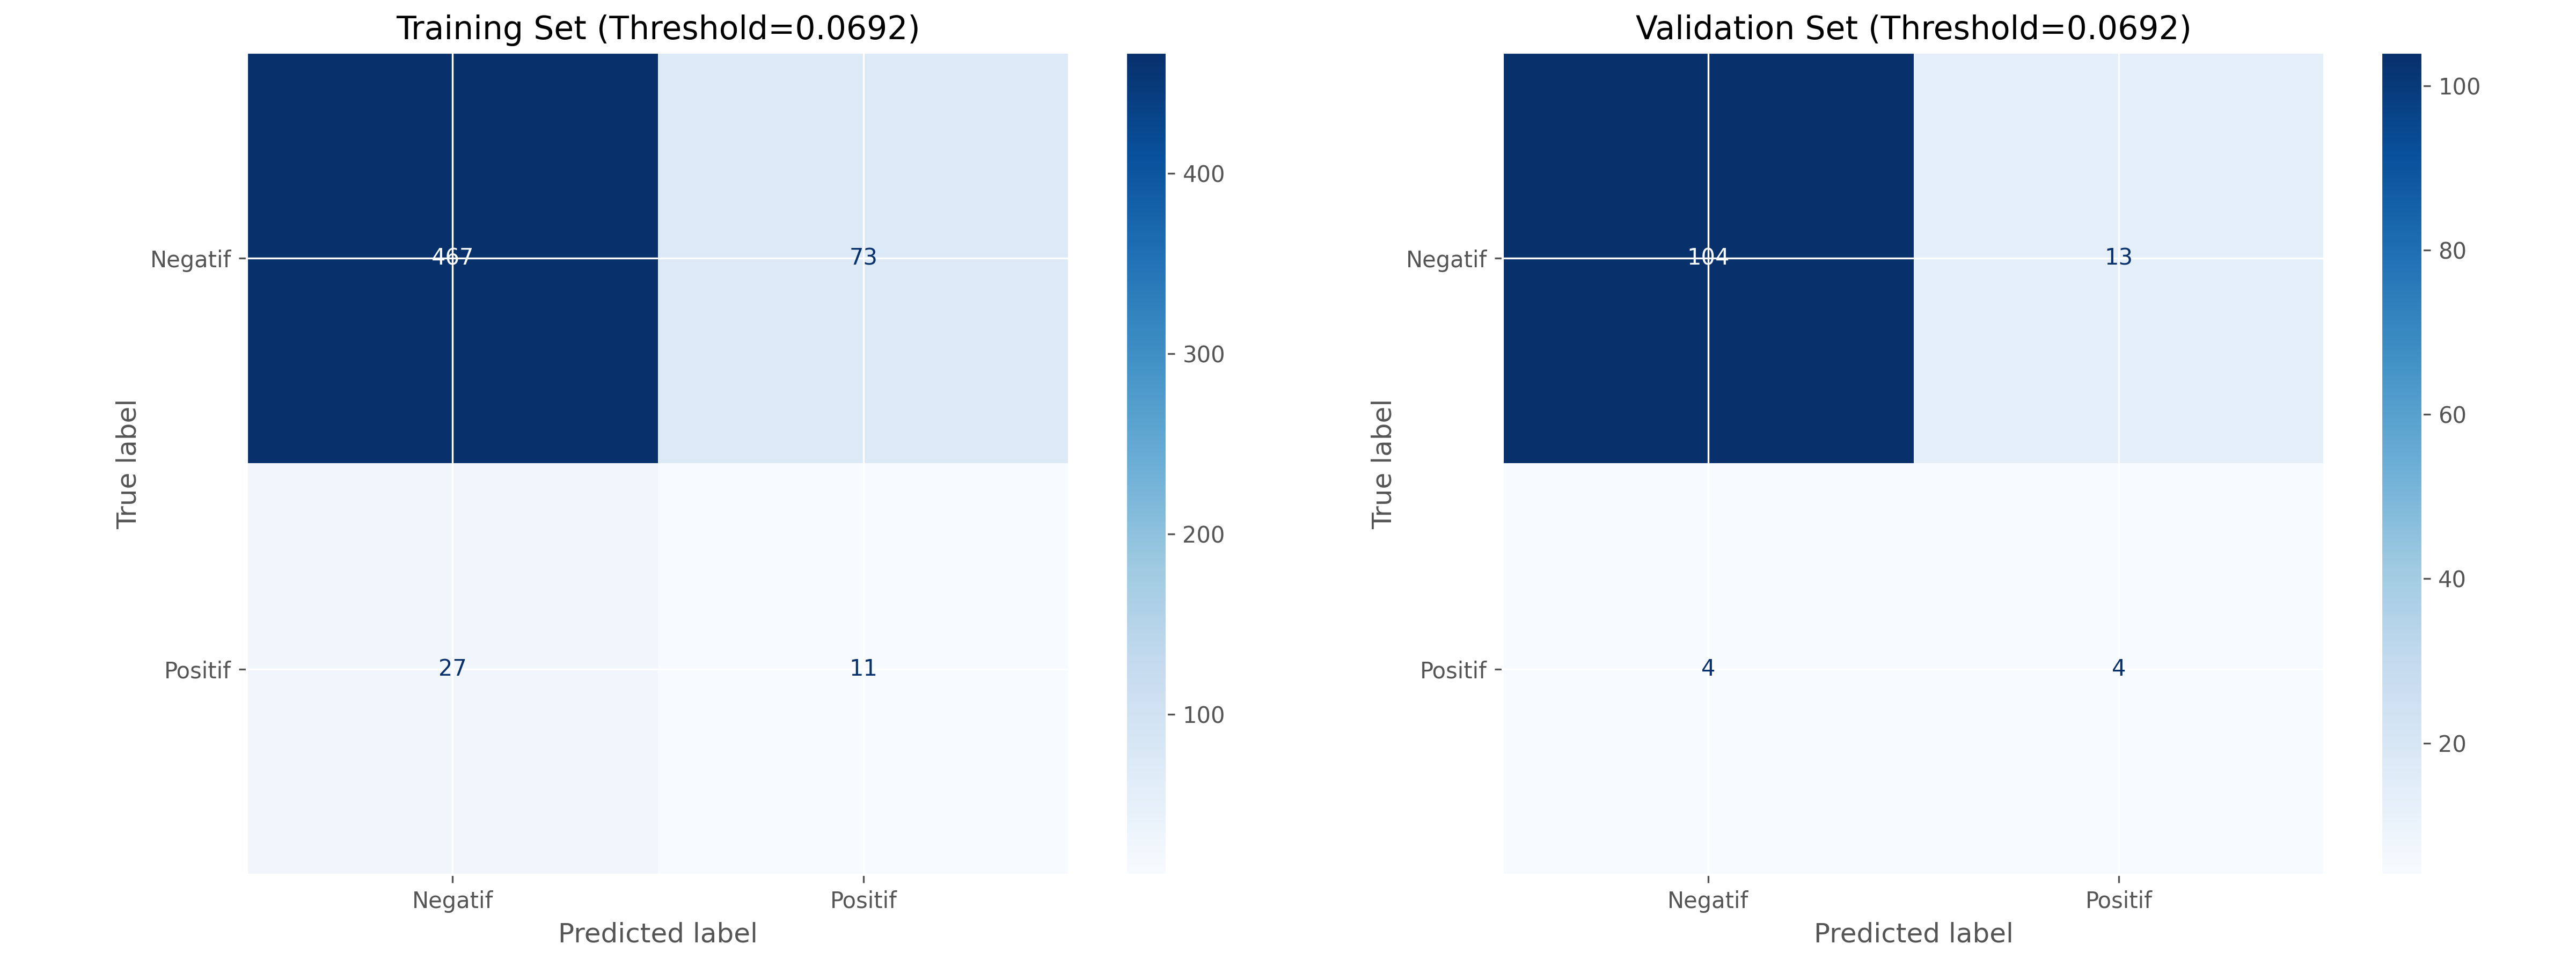 Training Set (Threshold=0.0692)
Negatif
Positif
True label
467
73
27
11
Negatif
Positif
Predicted label
400
300
200
100
Validation Set (Threshold=0.0692)
Negatif
Positif
True label
104
13
4
4
Negatif
Positif
Predicted label
100
80
60
40
20